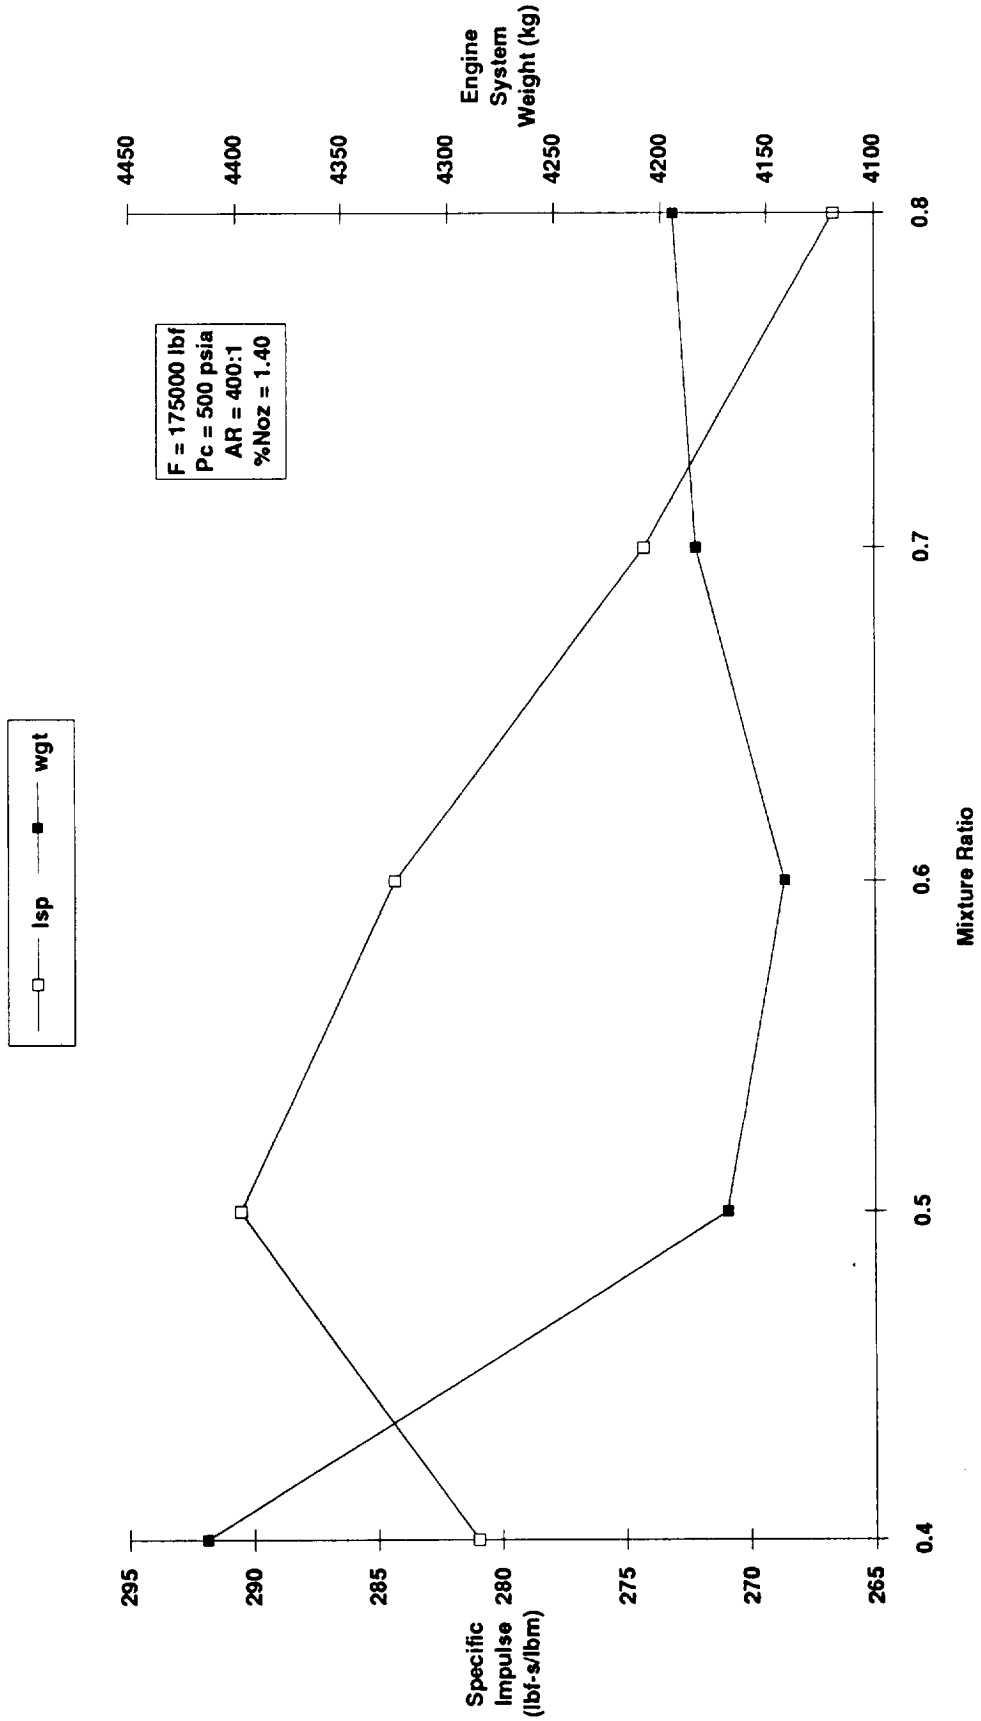 Isp
wgt
F = 175000 lbf
Pc = 500 psia
AR = 400:1
%Noz = 1.40
295
290
285
280
275
270
265
Specific
Impulse
(lbf-s/lbm)
4450
4400
4350
4300
4250
4200
4150
4100
Engine
System
Weight (kg)
0.4
0.5
0.6
0.7
0.8
Mixture Ratio